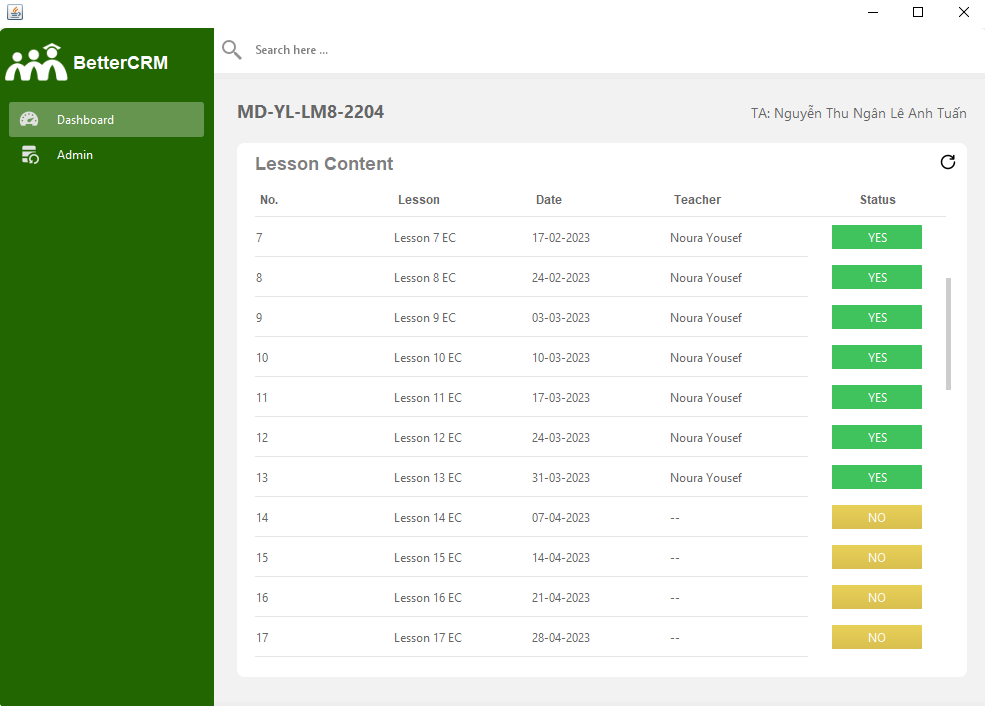 BetterCRM
Search here ...
Dashboard
Admin
MD-YL-LM8-2204
TA: Nguyễn Thu Ngân Lê Anh Tuấn
Lesson Content
No. Lesson Date Teacher Status
7 Lesson 7 EC 17-02-2023 Noura Yousef YES
8 Lesson 8 EC 24-02-2023 Noura Yousef YES
9 Lesson 9 EC 03-03-2023 Noura Yousef YES
10 Lesson 10 EC 10-03-2023 Noura Yousef YES
11 Lesson 11 EC 17-03-2023 Noura Yousef YES
12 Lesson 12 EC 24-03-2023 Noura Yousef YES
13 Lesson 13 EC 31-03-2023 Noura Yousef YES
14 Lesson 14 EC 07-04-2023 -- NO
15 Lesson 15 EC 14-04-2023 -- NO
16 Lesson 16 EC 21-04-2023 -- NO
17 Lesson 17 EC 28-04-2023 -- NO